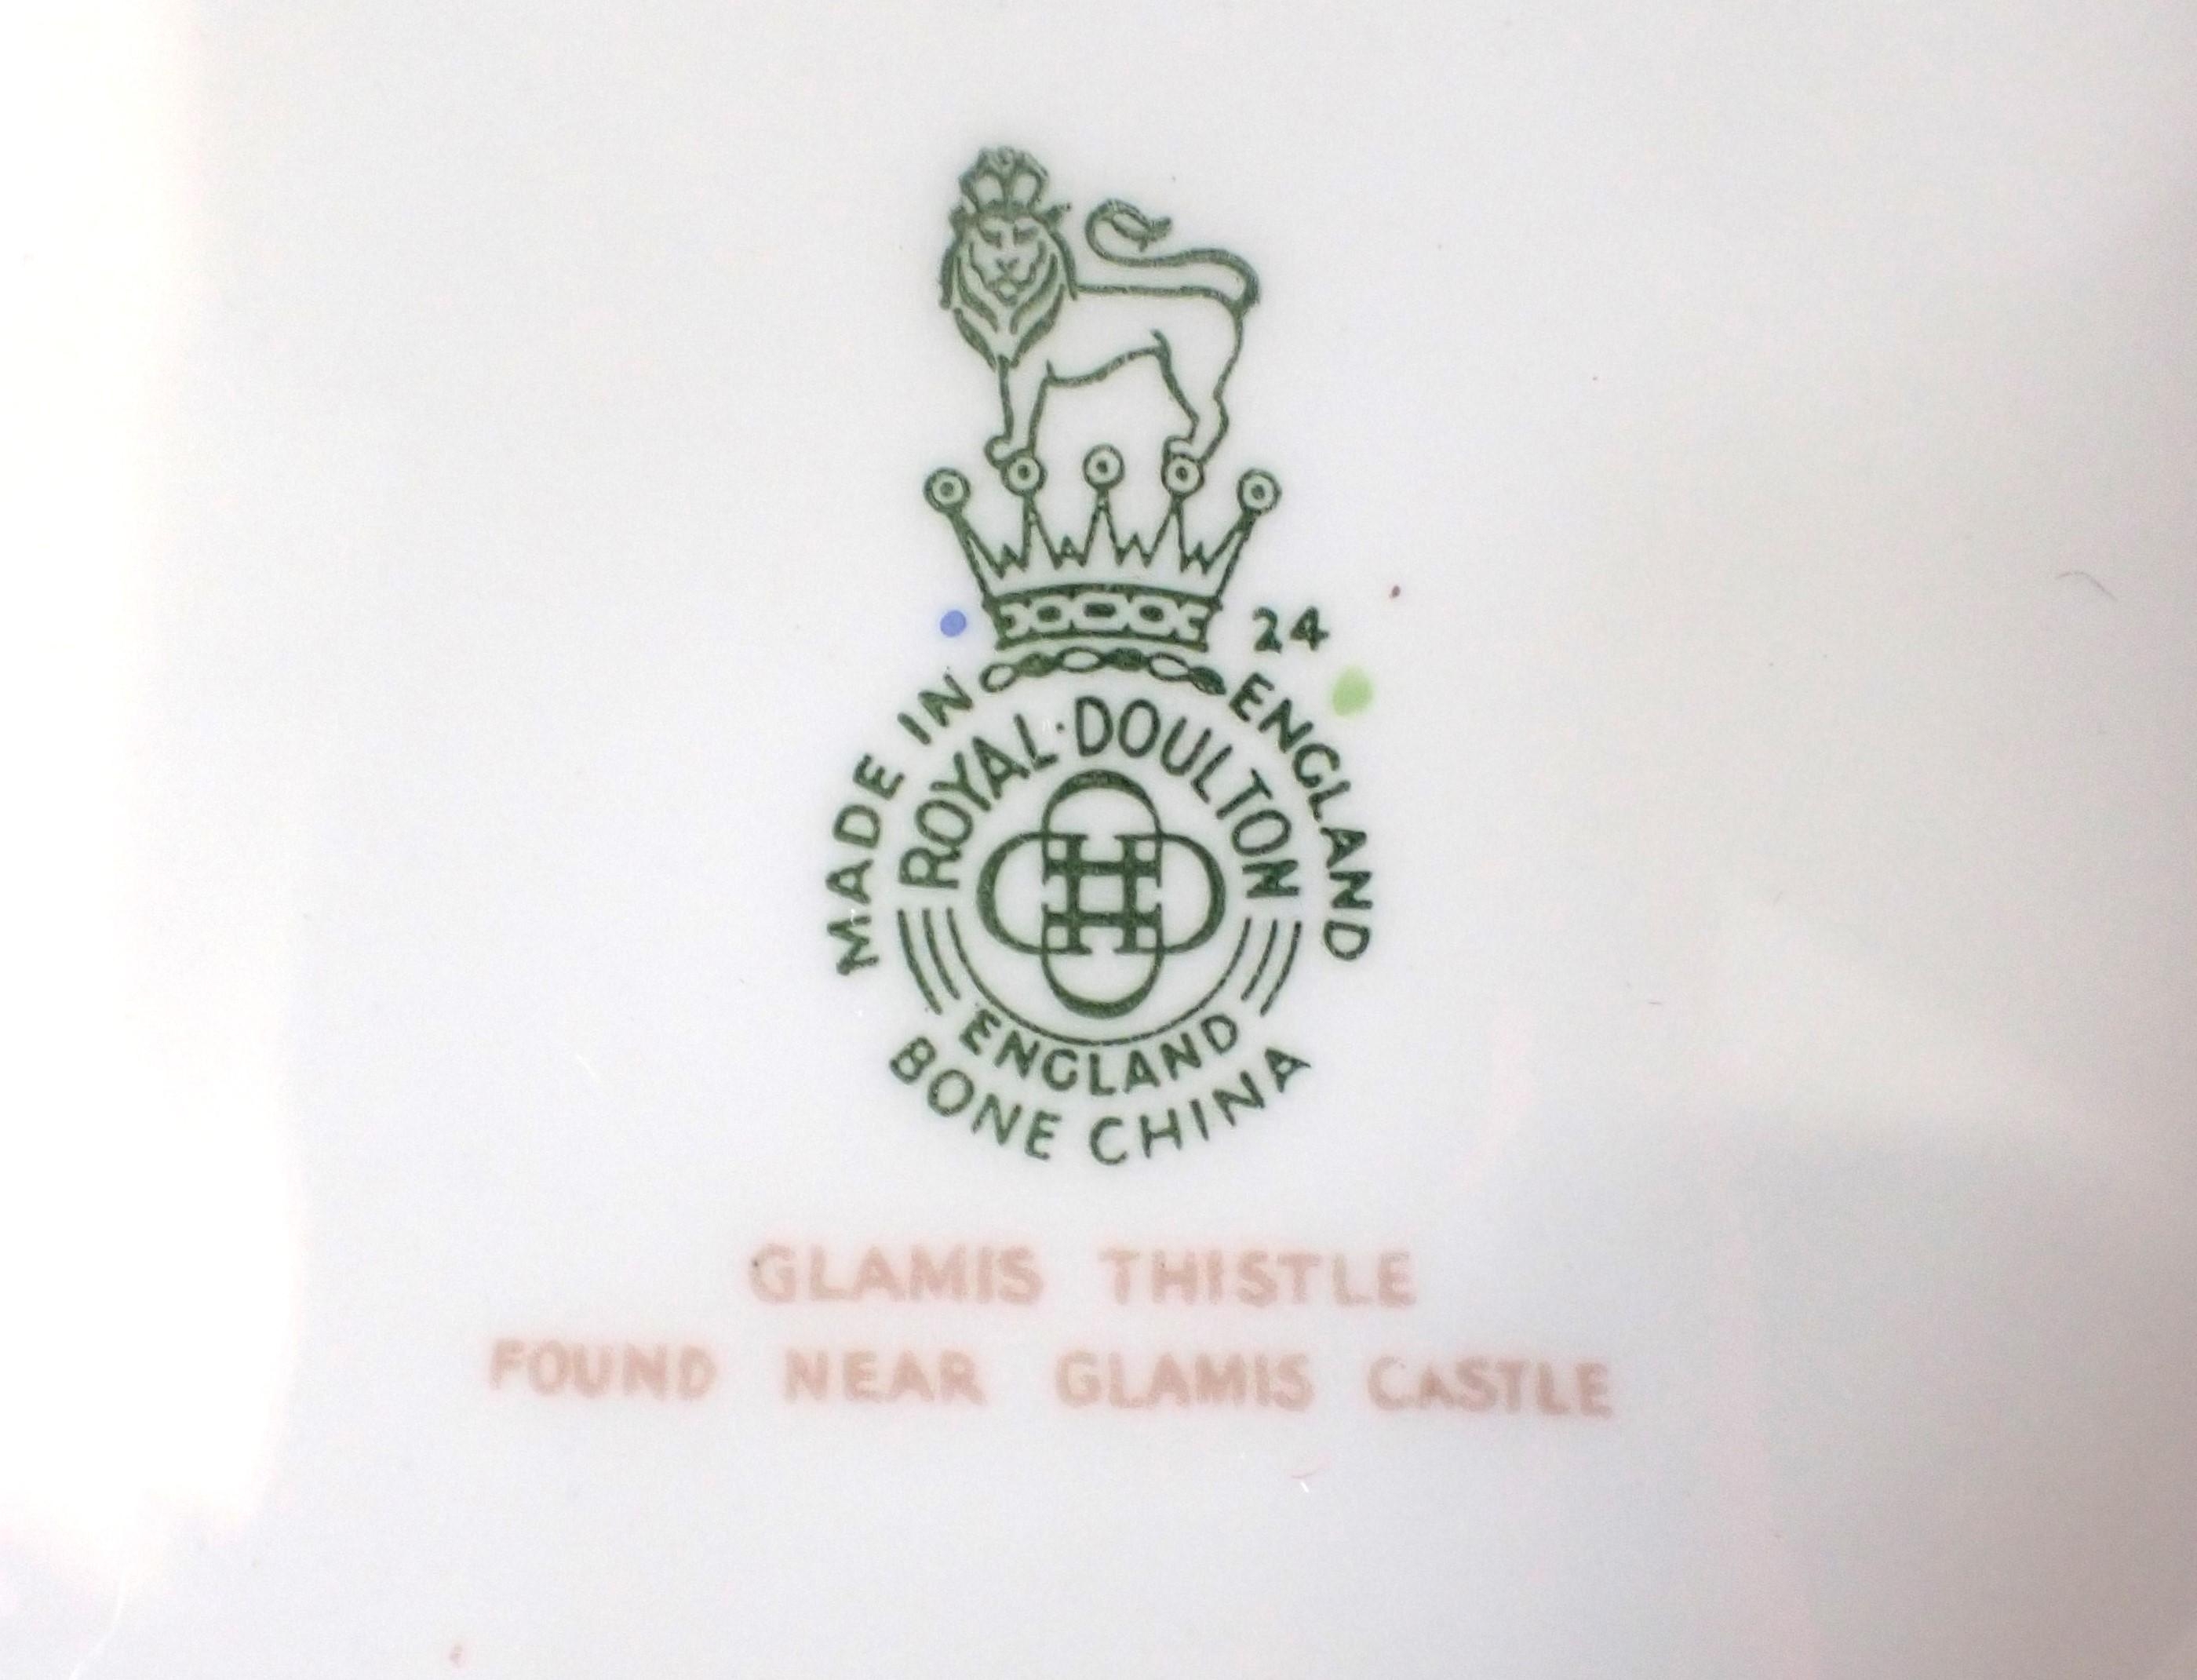 24
MADE IN ENGLAND
ROYAL·DOULTON
ENGLAND
BONE CHINA
GLAMIS THISTLE
FOUND NEAR GLAMIS CASTLE